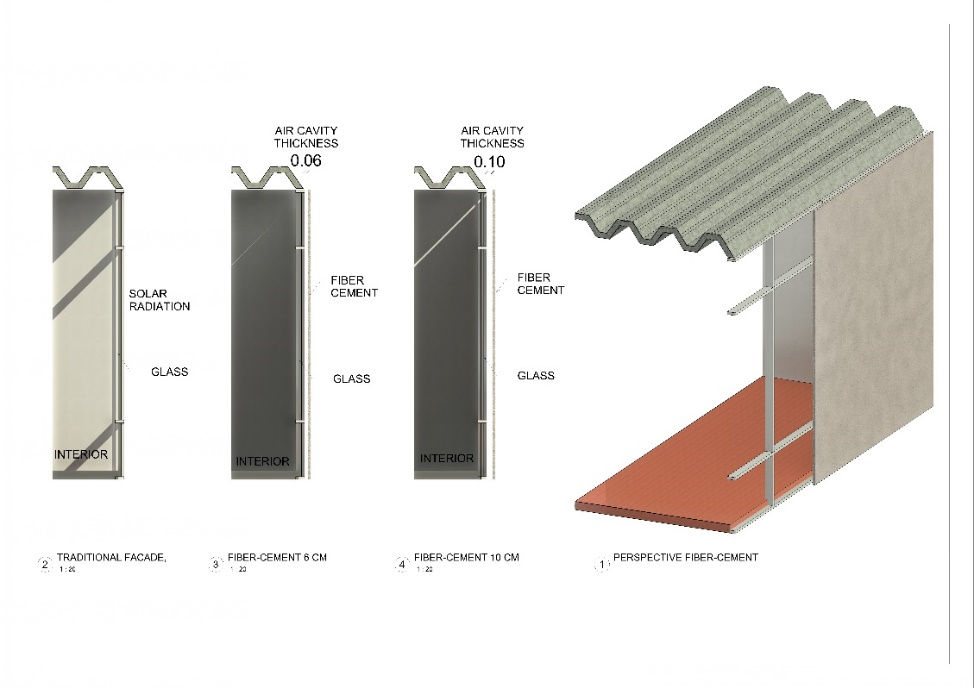 AIR CAVITY
THICKNESS
0.06
AIR CAVITY
THICKNESS
0.10
SOLAR
RADIATION
GLASS
INTERIOR
FIBER
CEMENT
GLASS
INTERIOR
FIBER
CEMENT
GLASS
INTERIOR
2 TRADITIONAL FACADE,
1 : 20
3 FIBER-CEMENT 6 CM
1 : 20
4 FIBER-CEMENT 10 CM
1 : 20
1 PERSPECTIVE FIBER-CEMENT